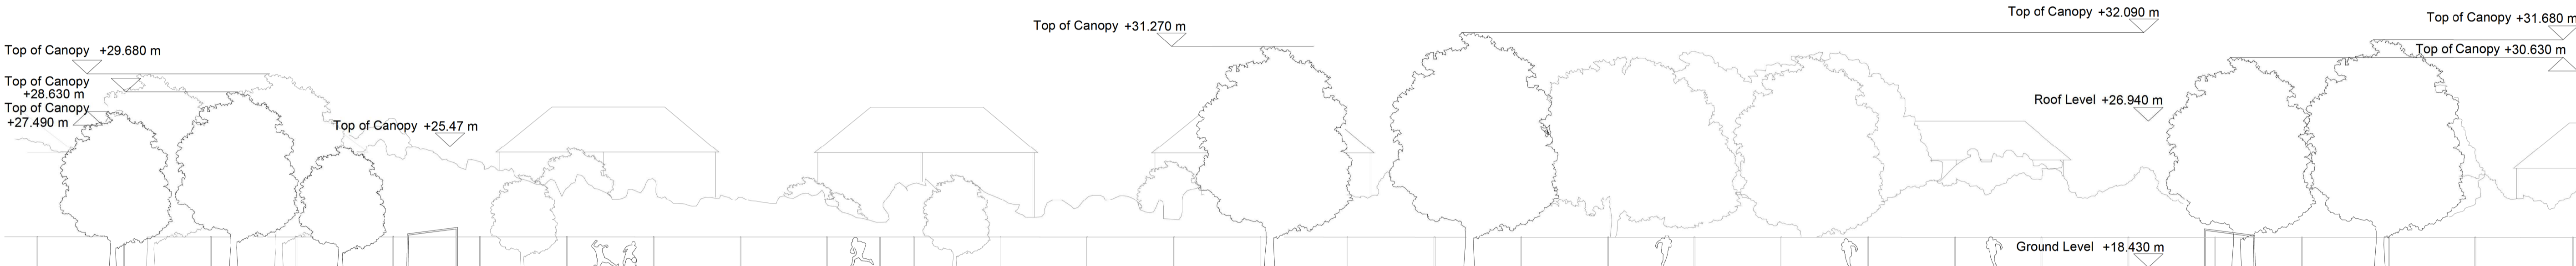 Top of Canopy +29.680 m
Top of Canopy
+28.630 m
Top of Canopy
+27.490 m
Top of Canopy +25.47 m
Top of Canopy +31.270 m
Top of Canopy +32.090 m
Roof Level +26.940 m
Ground Level +18.430 m
Top of Canopy +31.680 m
Top of Canopy +30.630 m